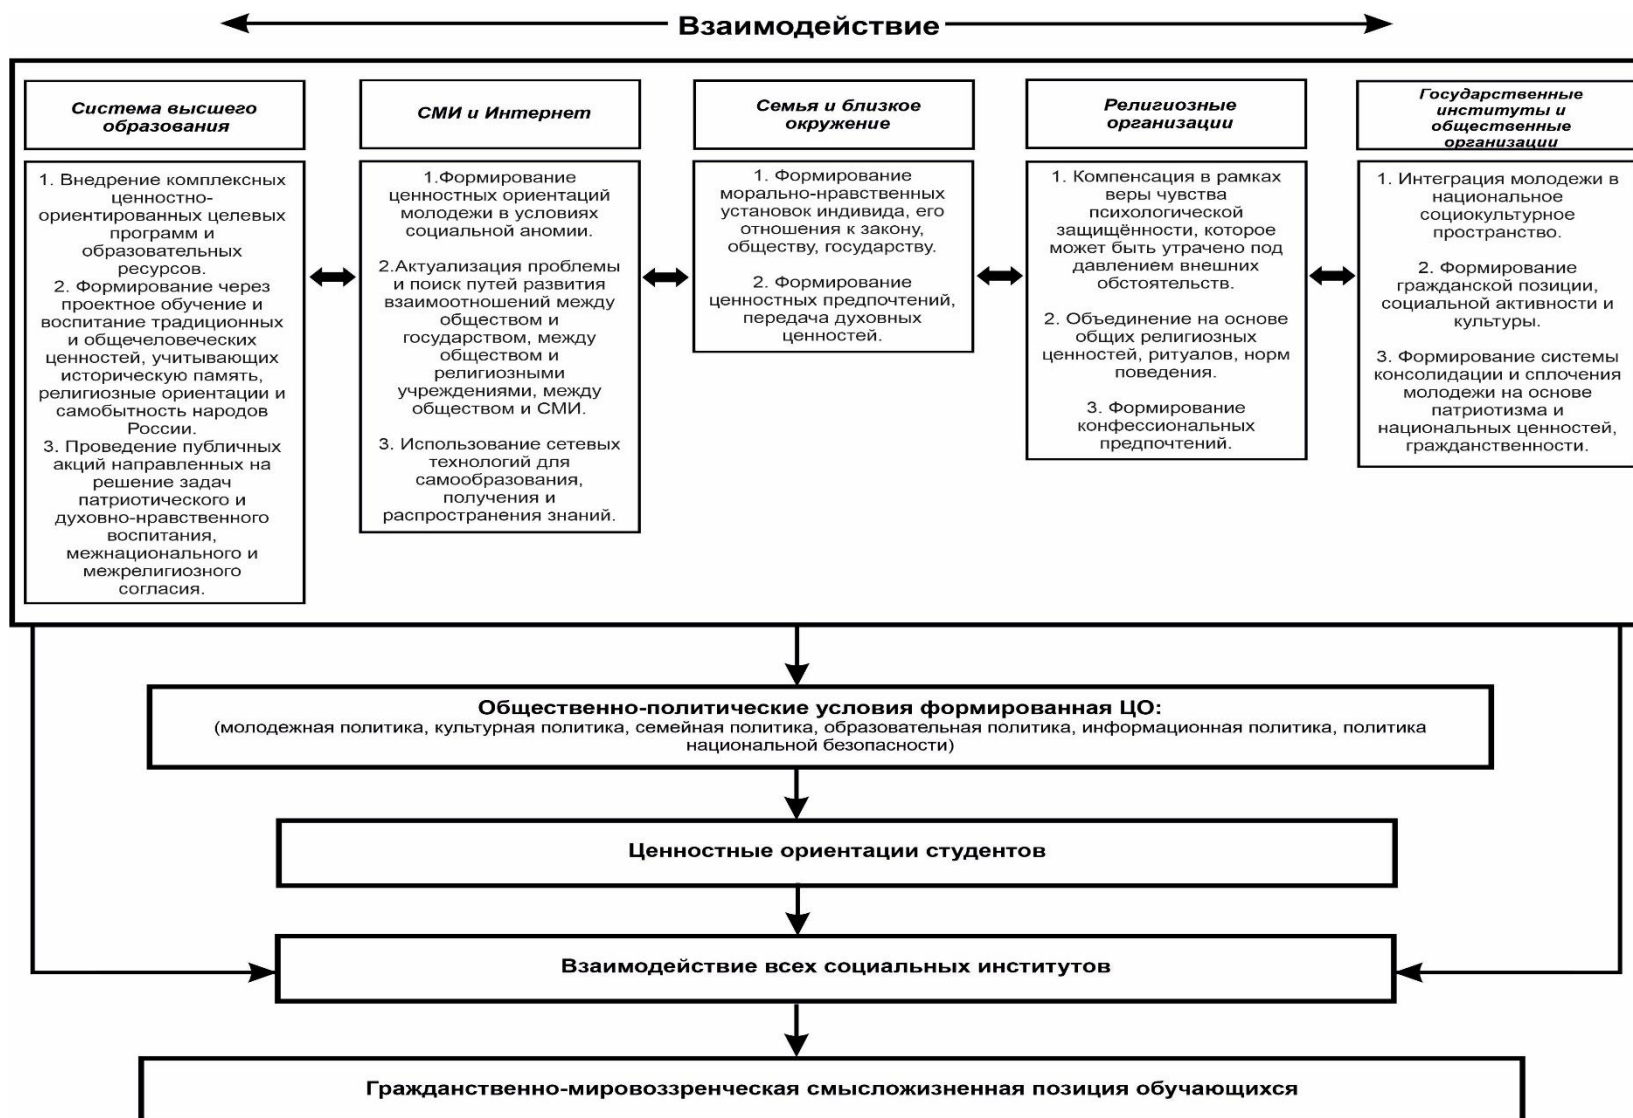 Взаимодействие
Система высшего
образования
1. Внедрение комплексных
ценностно-
ориентированных целевых
программ и
образовательных
ресурсов.
2. Формирование через
проектное обучение и
воспитание традиционных
и общечеловеческих
ценностей, учитывающих
историческую память,
религиозные ориентации и
самобытность народов
России.
3. Проведение публичных
акций направленных на
решение задач
патриотического и
духовно-нравственного
воспитания,
межнационального и
межрелигиозного
согласия.
СМИ и Интернет
1.Формирование
ценностных ориентаций
молодежи в условиях
социальной аномии.
2.Актуализация проблемы
и поиск путей развития
взаимоотношений между
обществом и
государством, между
обществом и
религиозными
учреждениями, между
обществом и СМИ.
3. Использование сетевых
технологий для
самообразования,
получения и
распространения знаний.
Семья и близкое
окружение
1. Формирование
морально-нравственных
установок индивида, его
отношения к закону,
обществу, государству.
2. Формирование
ценностных предпочтений,
передача духовных
ценностей.
Религиозные
организации
1. Компенсация в рамках
веры чувства
психологической
защищённости, которое
может быть утрачено под
давлением внешних
обстоятельств.
2. Объединение на основе
общих религиозных
ценностей, ритуалов, норм
поведения.
3. Формирование
конфессиональных
предпочтений.
Государственные
институты и
общественные
организации
1. Интеграция молодежи в
национальное
социокультурное
пространство.
2. Формирование
гражданской позиции,
социальной активности и
культуры.
3. Формирование системы
консолидации и сплочения
молодежи на основе
патриотизма и
национальных ценностей,
гражданственности.
Общественно-политические условия формированная ЦО:
(молодежная политика, культурная политика, семейная политика, образовательная политика, информационная политика, политика
национальной безопасности)
Ценностные ориентации студентов
Взаимодействие всех социальных институтов
Гражданственно-мировоззренческая смысложизненная позиция обучающихся